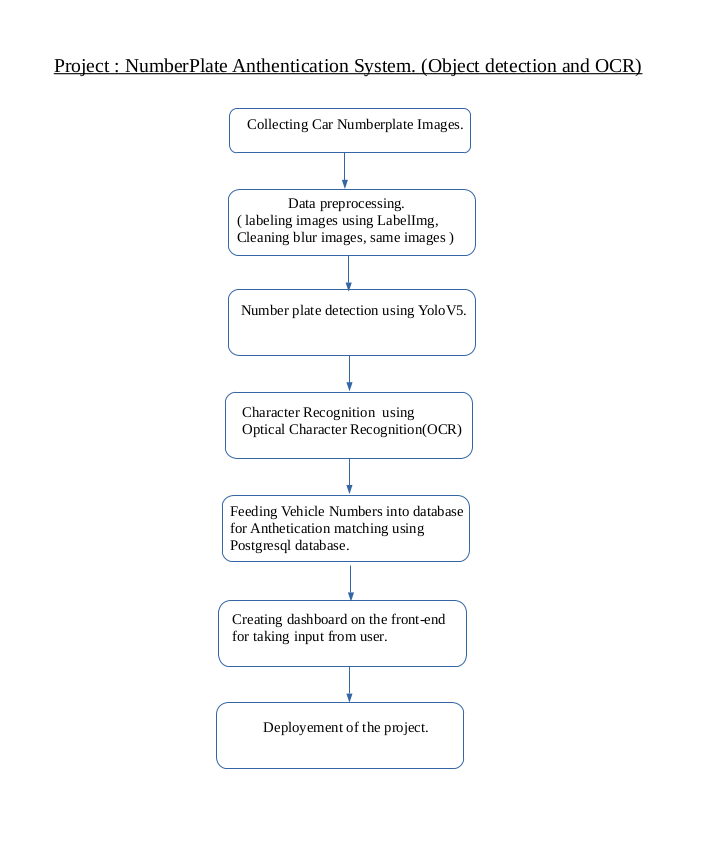 Project : NumberPlate Anthentication System. (Object detection and OCR)
Collecting Car Numberplate Images.
Data preprocessing.
( labeling images using LabelImg,
Cleaning blur images, same images )
Number plate detection using YoloV5.
Character Recognition  using
Optical Character Recognition(OCR)
Feeding Vehicle Numbers into database
for Anthetication matching using
Postgresql database.
Creating dashboard on the front-end
for taking input from user.
Deployement of the project.